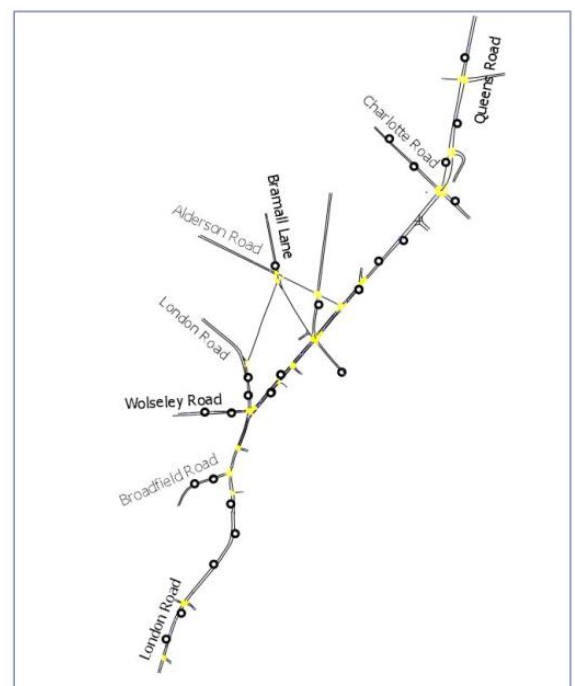 Queens Road
Charlotte Road
Bramall Lane
Alderson Road
London Road
Wolseley Road
Broadfield Road
London Road